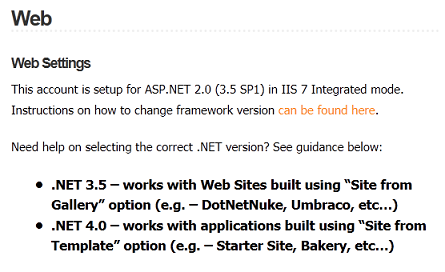 Web
Web Settings
This account is setup for ASP.NET 2.0 (3.5 SP1) in IIS 7 Integrated mode.
Instructions on how to change framework version can be found here.
Need help on selecting the correct .NET version? See guidance below:
• .NET 3.5 – works with Web Sites built using “Site from
Gallery” option (e.g. – DotNetNuke, Umbraco, etc…)
• .NET 4.0 – works with applications built using “Site from
Template” option (e.g. – Starter Site, Bakery, etc…)